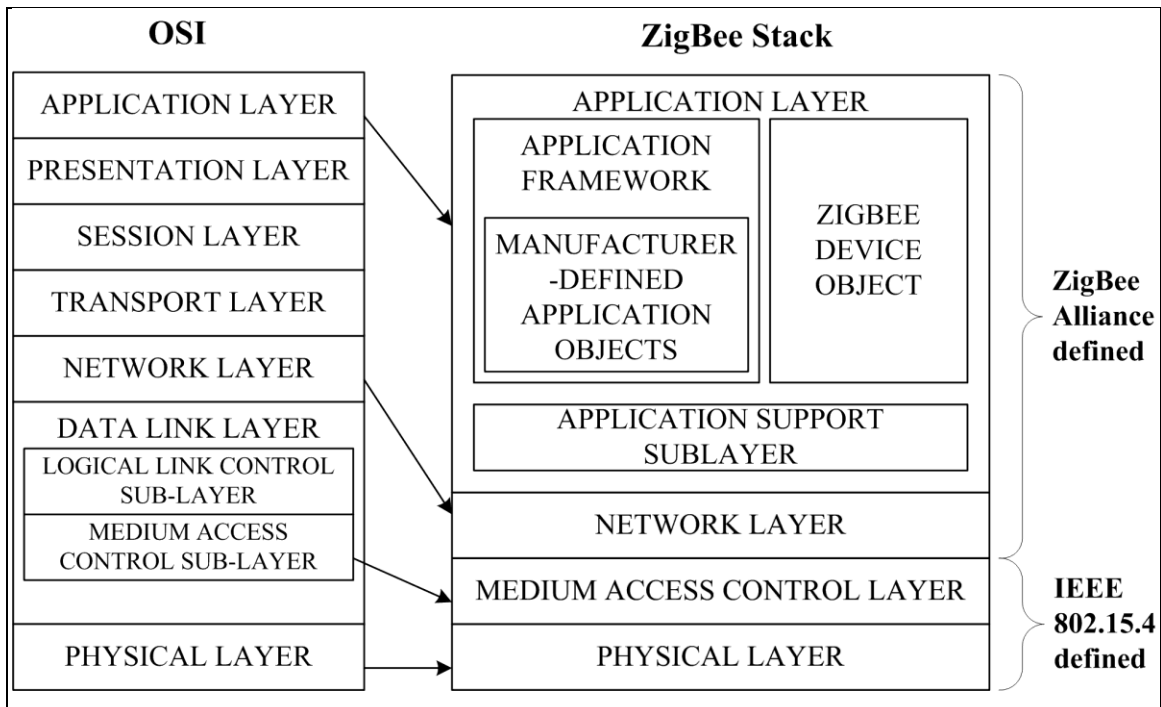 OSI
APPLICATION LAYER
PRESENTATION LAYER
SESSION LAYER
TRANSPORT LAYER
NETWORK LAYER
DATA LINK LAYER
LOGICAL LINK CONTROL
SUB-LAYER
MEDIUM ACCESS
CONTROL SUB-LAYER
PHYSICAL LAYER
ZigBee Stack
APPLICATION LAYER
APPLICATION
FRAMEWORK
MANUFACTURER
-DEFINED
APPLICATION
OBJECTS
ZIGBEE
DEVICE
OBJECT
APPLICATION SUPPORT
SUBLAYER
NETWORK LAYER
MEDIUM ACCESS CONTROL LAYER
PHYSICAL LAYER
ZigBee
Alliance
defined
IEEE
802.15.4
defined